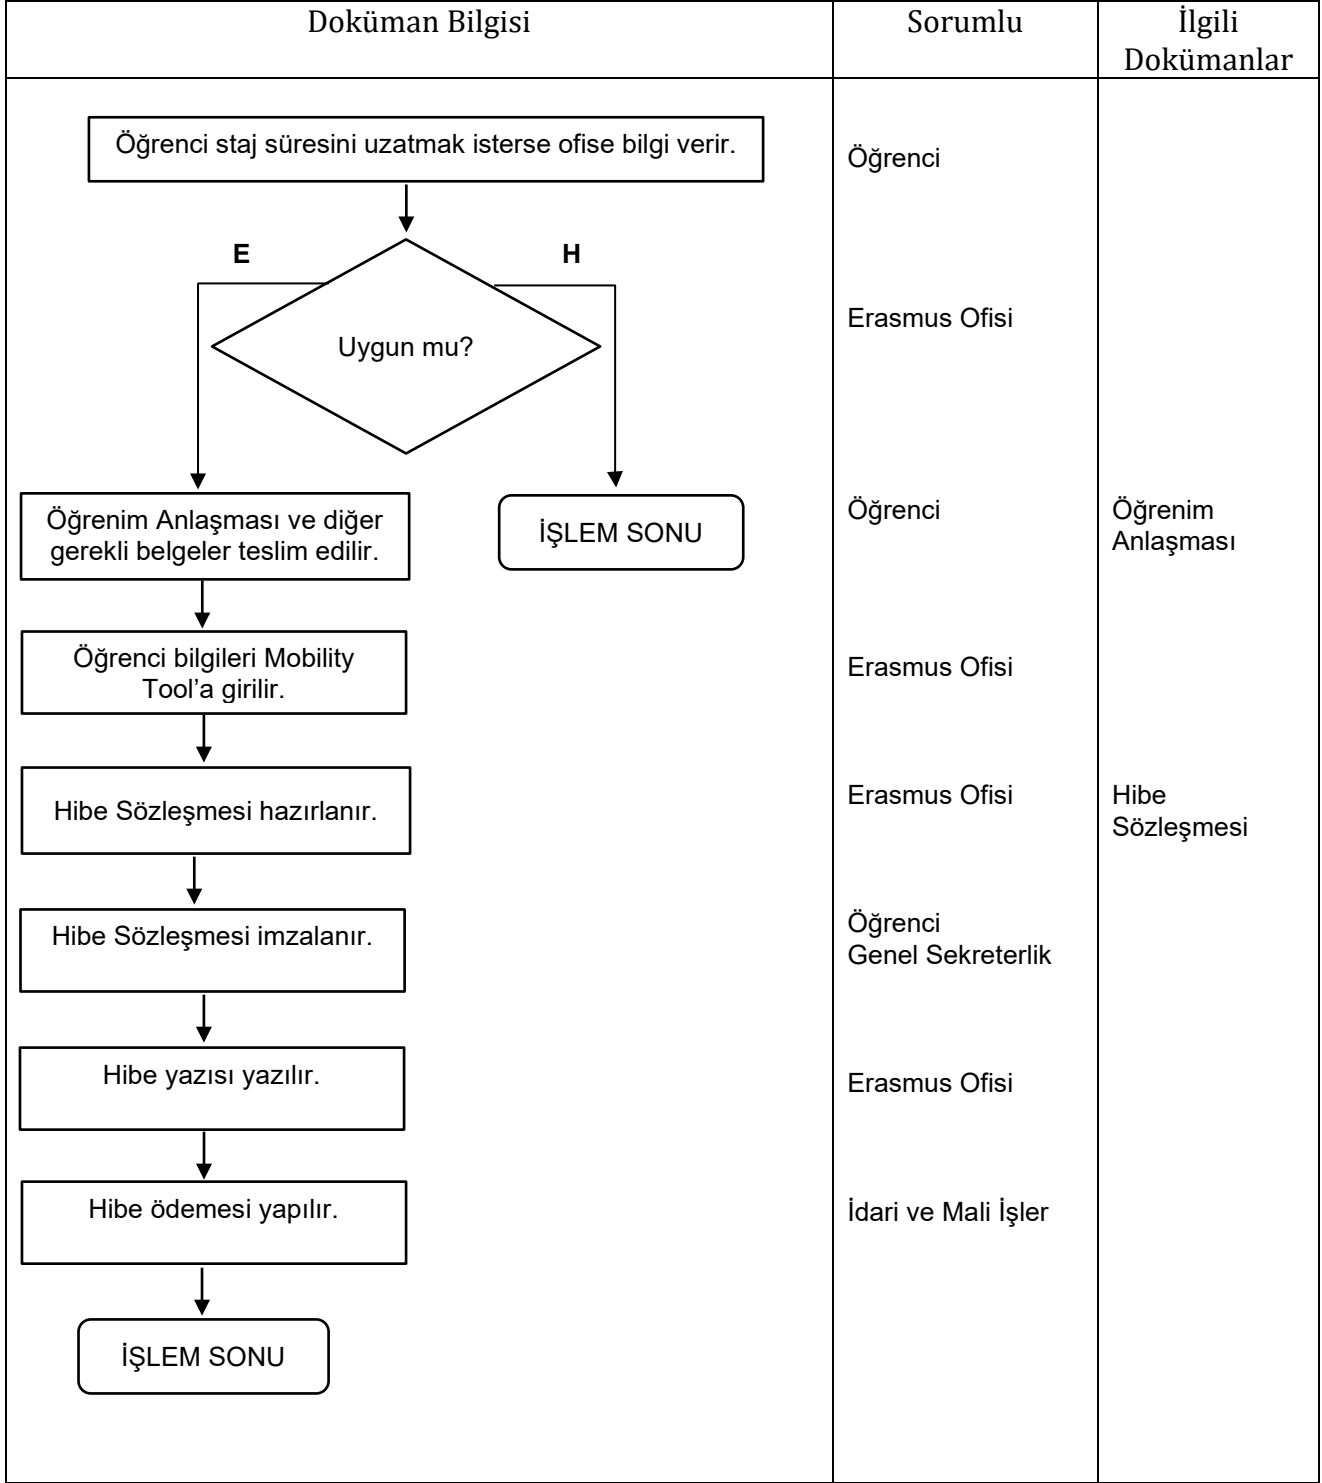 Doküman Bilgisi
Sorumlu
İlgili
Dokümanlar
Öğrenci staj süresini uzatmak isterse ofise bilgi verir.
Öğrenci
E
H
Uygun mu?
Erasmus Ofisi
Öğrenim Anlaşması ve diğer
gerekli belgeler teslim edilir.
İŞLEM SONU
Öğrenci
Öğrenim
Anlaşması
Öğrenci bilgileri Mobility
Tool’a girilir.
Erasmus Ofisi
Hibe Sözleşmesi hazırlanır.
Erasmus Ofisi
Hibe
Sözleşmesi
Hibe Sözleşmesi imzalanır.
Öğrenci
Genel Sekreterlik
Hibe yazısı yazılır.
Erasmus Ofisi
Hibe ödemesi yapılır.
İdari ve Mali İşler
İŞLEM SONU